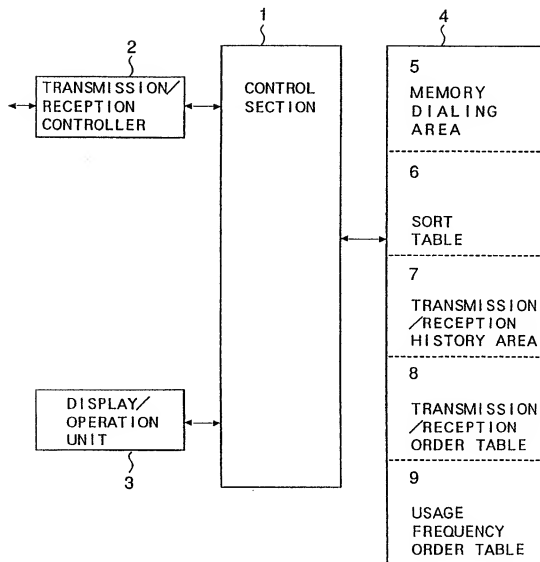 2
TRANSMISSION/
RECEPTION
CONTROLLER
1
CONTROL
SECTION
4
5
MEMORY
DIALING
AREA
6
SORT
TABLE
7
TRANSMISSION
/RECEPTION
HISTORY AREA
8
TRANSMISSION
/RECEPTION
ORDER TABLE
9
USAGE
FREQUENCY
ORDER TABLE
DISPLAY/
OPERATION
UNIT
3